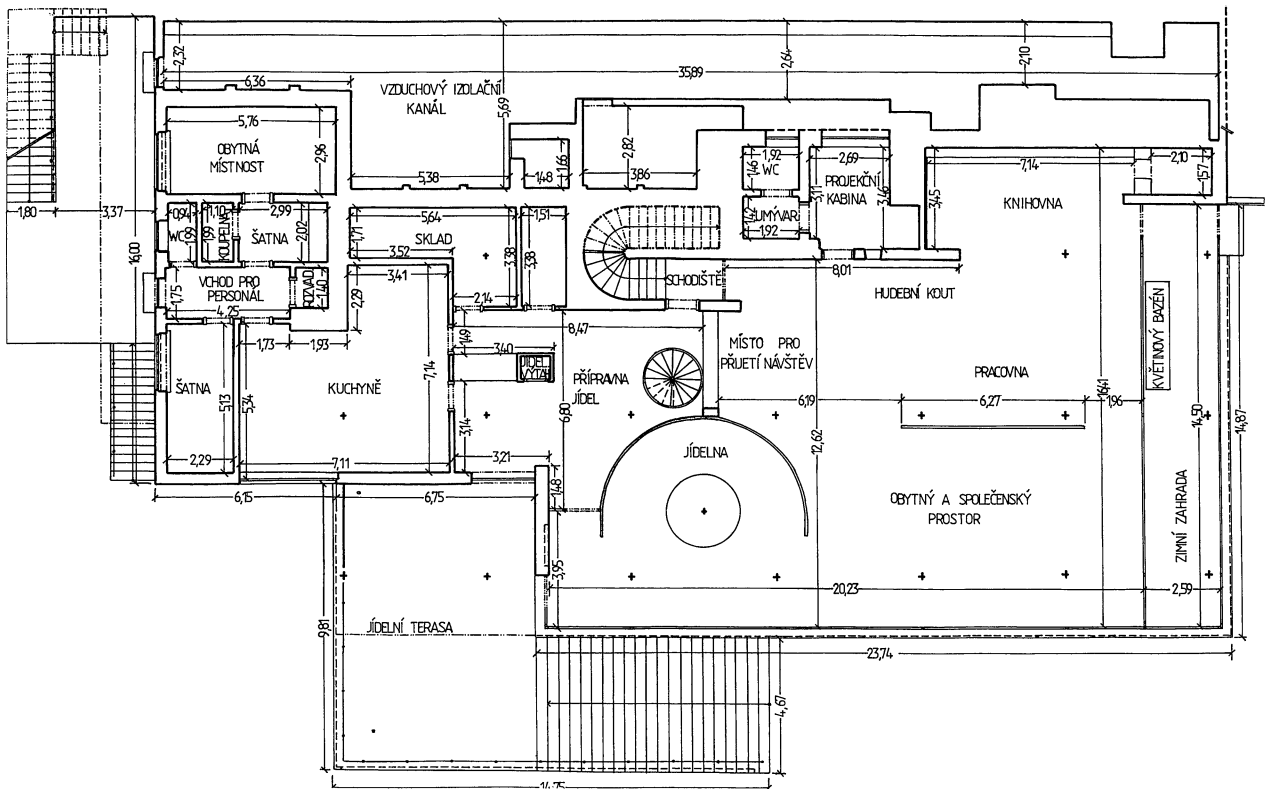 2,32
5,69
2,64
2,10
35,89
6,36
VZDUCHOVÝ IZOLAČNÍ
KANÁL
5,76
OBYTNÁ
MÍSTNOST
2,96
5,38
1,48
1,66
2,82
3,86
1,92
WC
1,46
2,69
PROJEKČNÍ
KABINA
3,11
3,46
3,45
7,14
2,10
1,57
KNIHOVNA
1,80
3,37
16,00
0,94
WC
1,99
1,10
KOUPELNA
1,99
2,99
ŠATNA
2,02
5,64
1,71
SKLAD
3,52
3,38
1,51
3,38
UMÝVAR.
1,42
1,92
VCHOD PRO
PERSONÁL
1,75
4,25
ROZVAD.
1,40
3,41
2,29
2,14
SCHODIŠTĚ
8,01
HUDEBNÍ KOUT
1,73
1,93
8,47
1,49
3,40
JÍDEL.
VÝTAH
MÍSTO PRO
PŘIJETÍ NÁVŠTĚV
ŠATNA
5,13
5,34
KUCHYNĚ
7,14
PŘÍPRAVNA
JÍDEL
6,80
PRACOVNA
KVĚTINOVÝ BAZÉN
6,19
6,27
1,96
16,41
14,50
14,87
3,14
2,29
7,11
3,21
JÍDELNA
12,62
6,15
6,75
1,48
OBYTNÝ A SPOLEČENSKÝ
PROSTOR
ZIMNÍ ZAHRADA
3,95
20,23
2,59
9,81
JÍDELNÍ TERASA
23,74
4,67
14,75